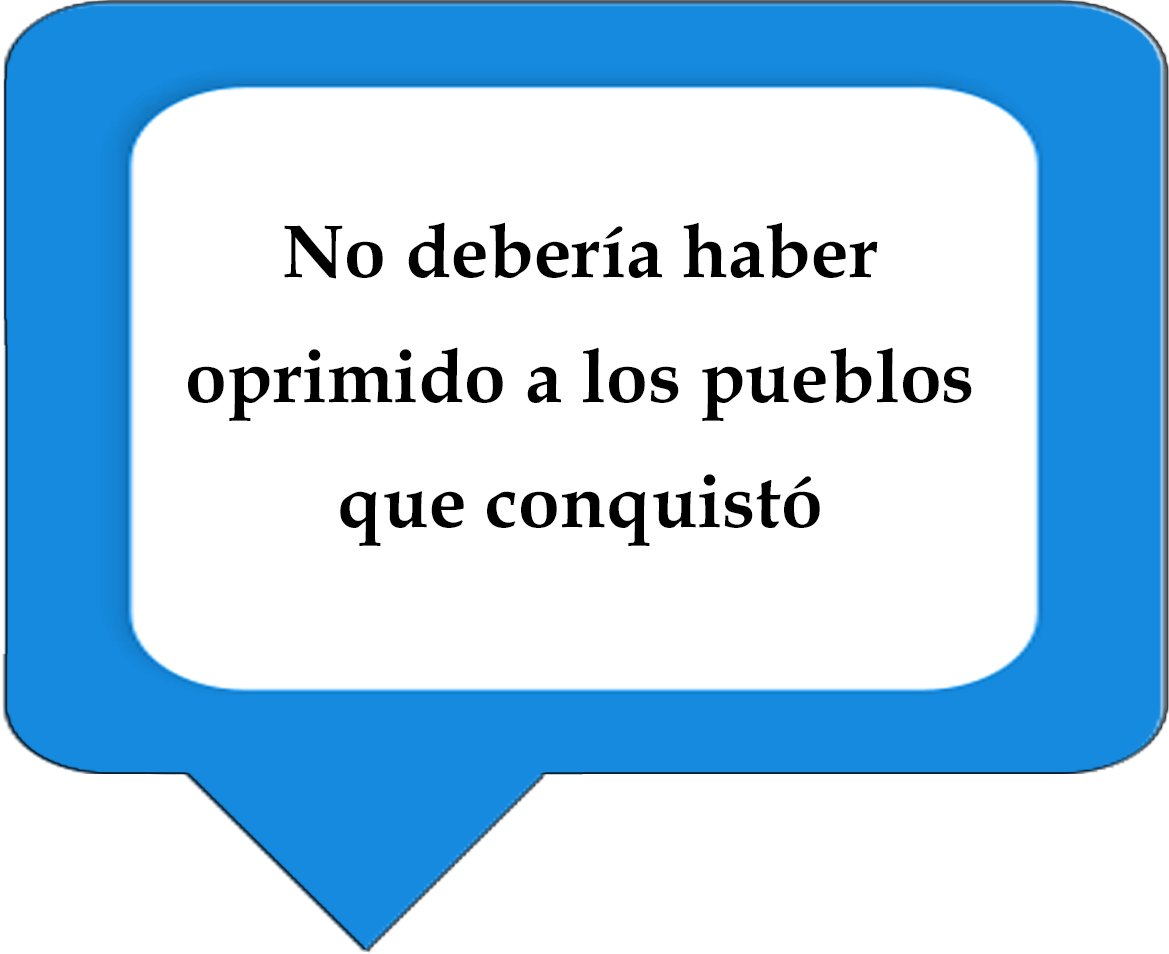 No debería haber
oprimido a los pueblos
que conquistó